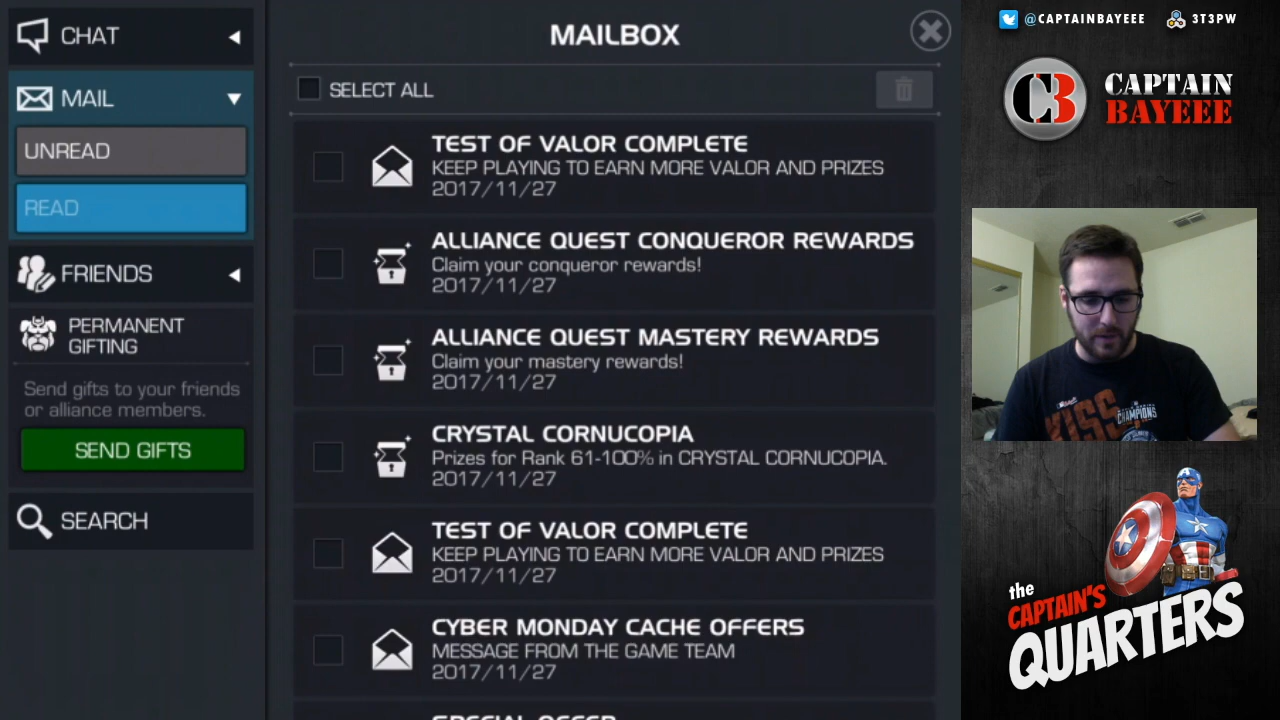 CHAT
MAIL
UNREAD
READ
FRIENDS
PERMANENT
GIFTING
Send gifts to your friends
or alliance members.
SEND GIFTS
SEARCH
MAILBOX
SELECT ALL
TEST OF VALOR COMPLETE
KEEP PLAYING TO EARN MORE VALOR AND PRIZES
2017/11/27
ALLIANCE QUEST CONQUEROR REWARDS
Claim your conqueror rewards!
2017/11/27
ALLIANCE QUEST MASTERY REWARDS
Claim your mastery rewards!
2017/11/27
CRYSTAL CORNUCOPIA
Prizes for Rank 61-100% in CRYSTAL CORNUCOPIA.
2017/11/27
TEST OF VALOR COMPLETE
KEEP PLAYING TO EARN MORE VALOR AND PRIZES
2017/11/27
CYBER MONDAY CACHE OFFERS
MESSAGE FROM THE GAME TEAM
2017/11/27
SPECIAL OFFER
@CAPTAINBAYEEE 3T3PW
CB
CAPTAIN
BAYEEE
KISS
CHAMPIONS
the
CAPTAIN'S
QUARTERS